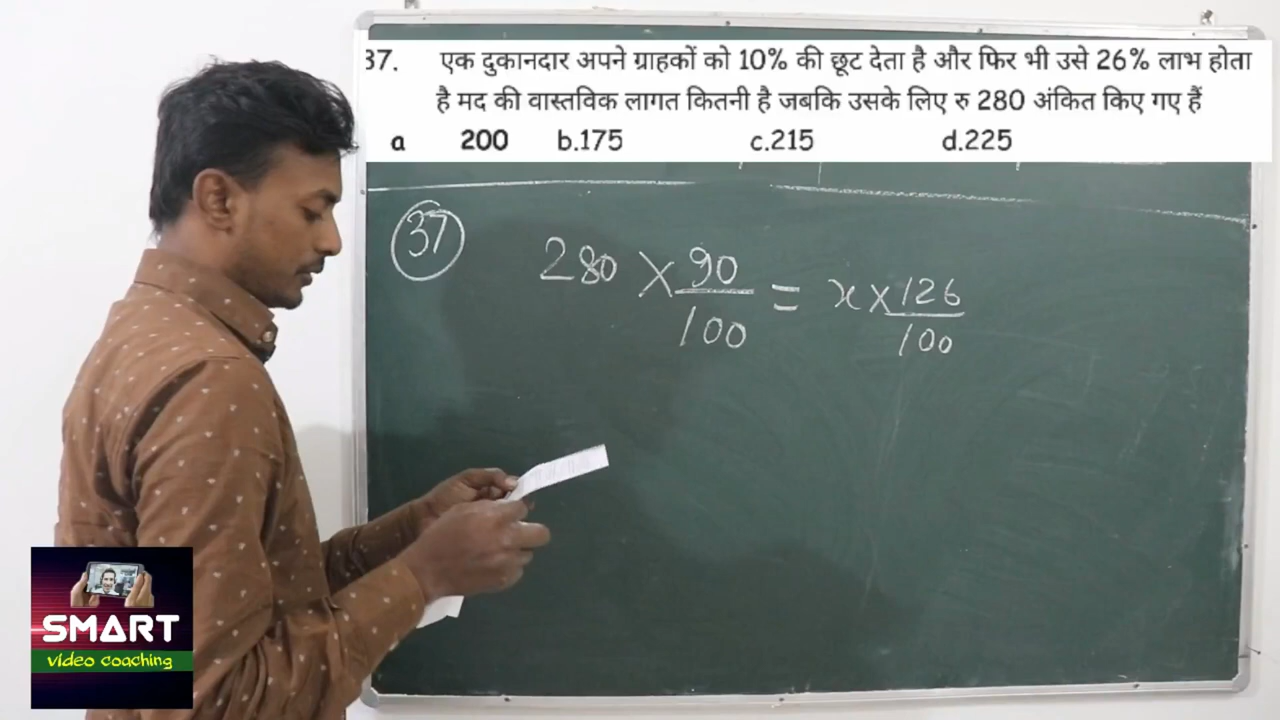 37. एक दुकानदार अपने ग्राहकों को 10% की छूट देता है और फिर भी उसे 26% लाभ होता
है मद की वास्तविक लागत कितनी है जबकि उसके लिए रु 280 अंकित किए गए हैं
a 200 b.175 c.215 d.225
37
280 × 90/100 = x × 126/100
SMART
video coaching